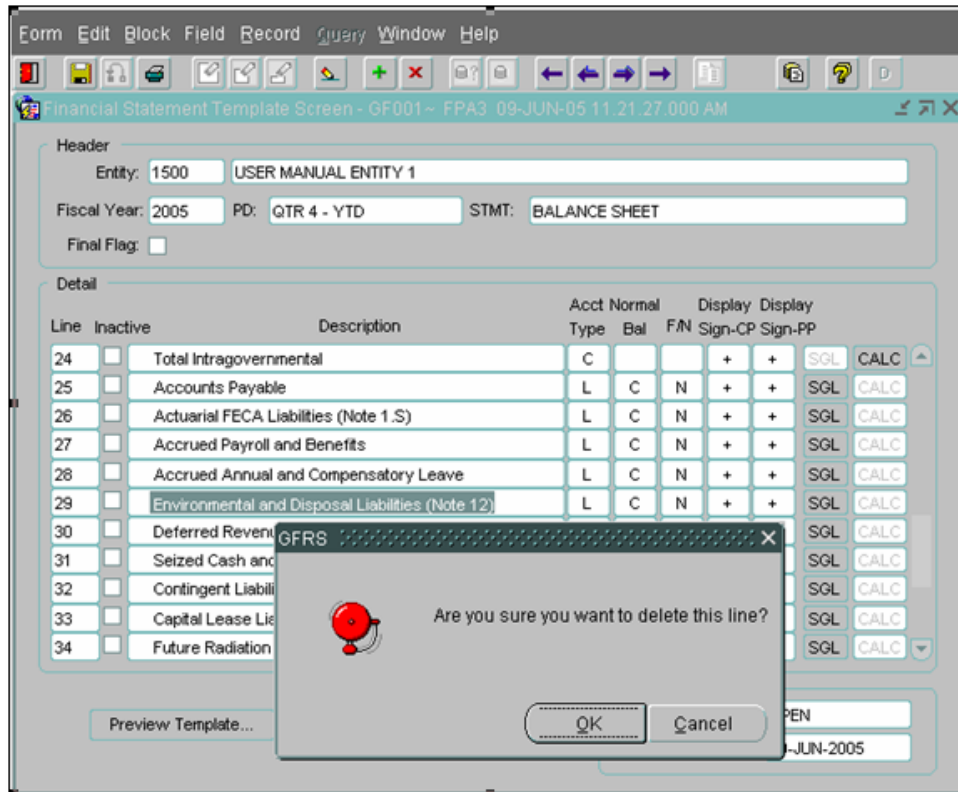 Form Edit Block Field Record Query Window Help
Financial Statement Template Screen - GF001~ FPA3 09-JUN-05 11.21.27.000 AM
Header
Entity: 1500 USER MANUAL ENTITY 1
Fiscal Year: 2005 PD: QTR 4 - YTD STMT: BALANCE SHEET
Final Flag:
Detail
Acct Normal Display Display
Line Inactive Description Type Bal F/N Sign-CP Sign-PP
24 Total Intragovernmental C + + SGL CALC
25 Accounts Payable L C N + + SGL CALC
26 Actuarial FECA Liabilities (Note 1.S) L C N + + SGL CALC
27 Accrued Payroll and Benefits L C N + + SGL CALC
28 Accrued Annual and Compensatory Leave L C N + + SGL CALC
29 Environmental and Disposal Liabilities (Note 12) L C N + + SGL CALC
30 Deferred Revenu SGL CALC
31 Seized Cash and SGL CALC
32 Contingent Liabili SGL CALC
33 Capital Lease Lia SGL CALC
34 Future Radiation SGL CALC
GFRS
Are you sure you want to delete this line?
OK Cancel
Preview Template...
PEN
-JUN-2005